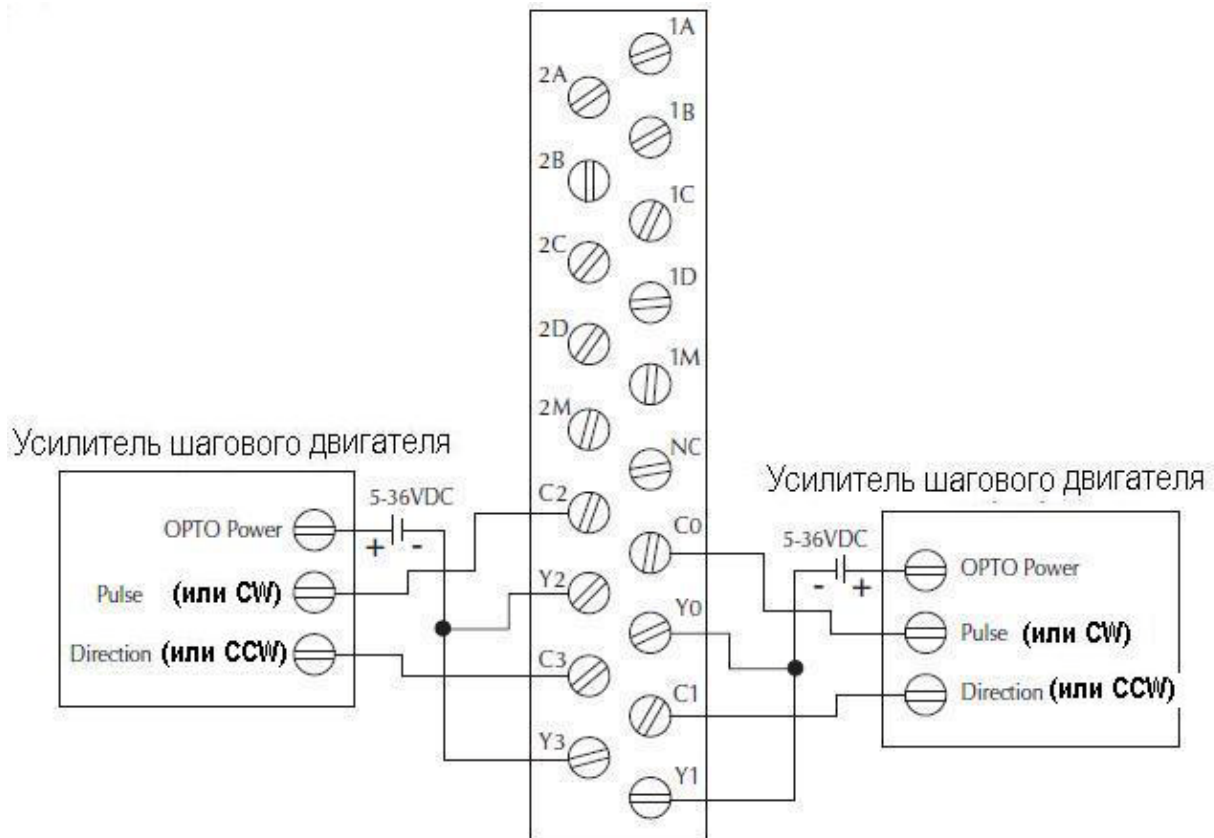 1A
2A
1B
2B
1C
2C
1D
2D
1M
2M
NC
Усилитель шагового двигателя
C2
5-36VDC
OPTO Power
+ -
Pulse (или CW)
Y2
Direction (или CCW)
C3
Y3
Усилитель шагового двигателя
C0
5-36VDC
OPTO Power
- +
Y0
Pulse (или CW)
C1
Direction (или CCW)
Y1